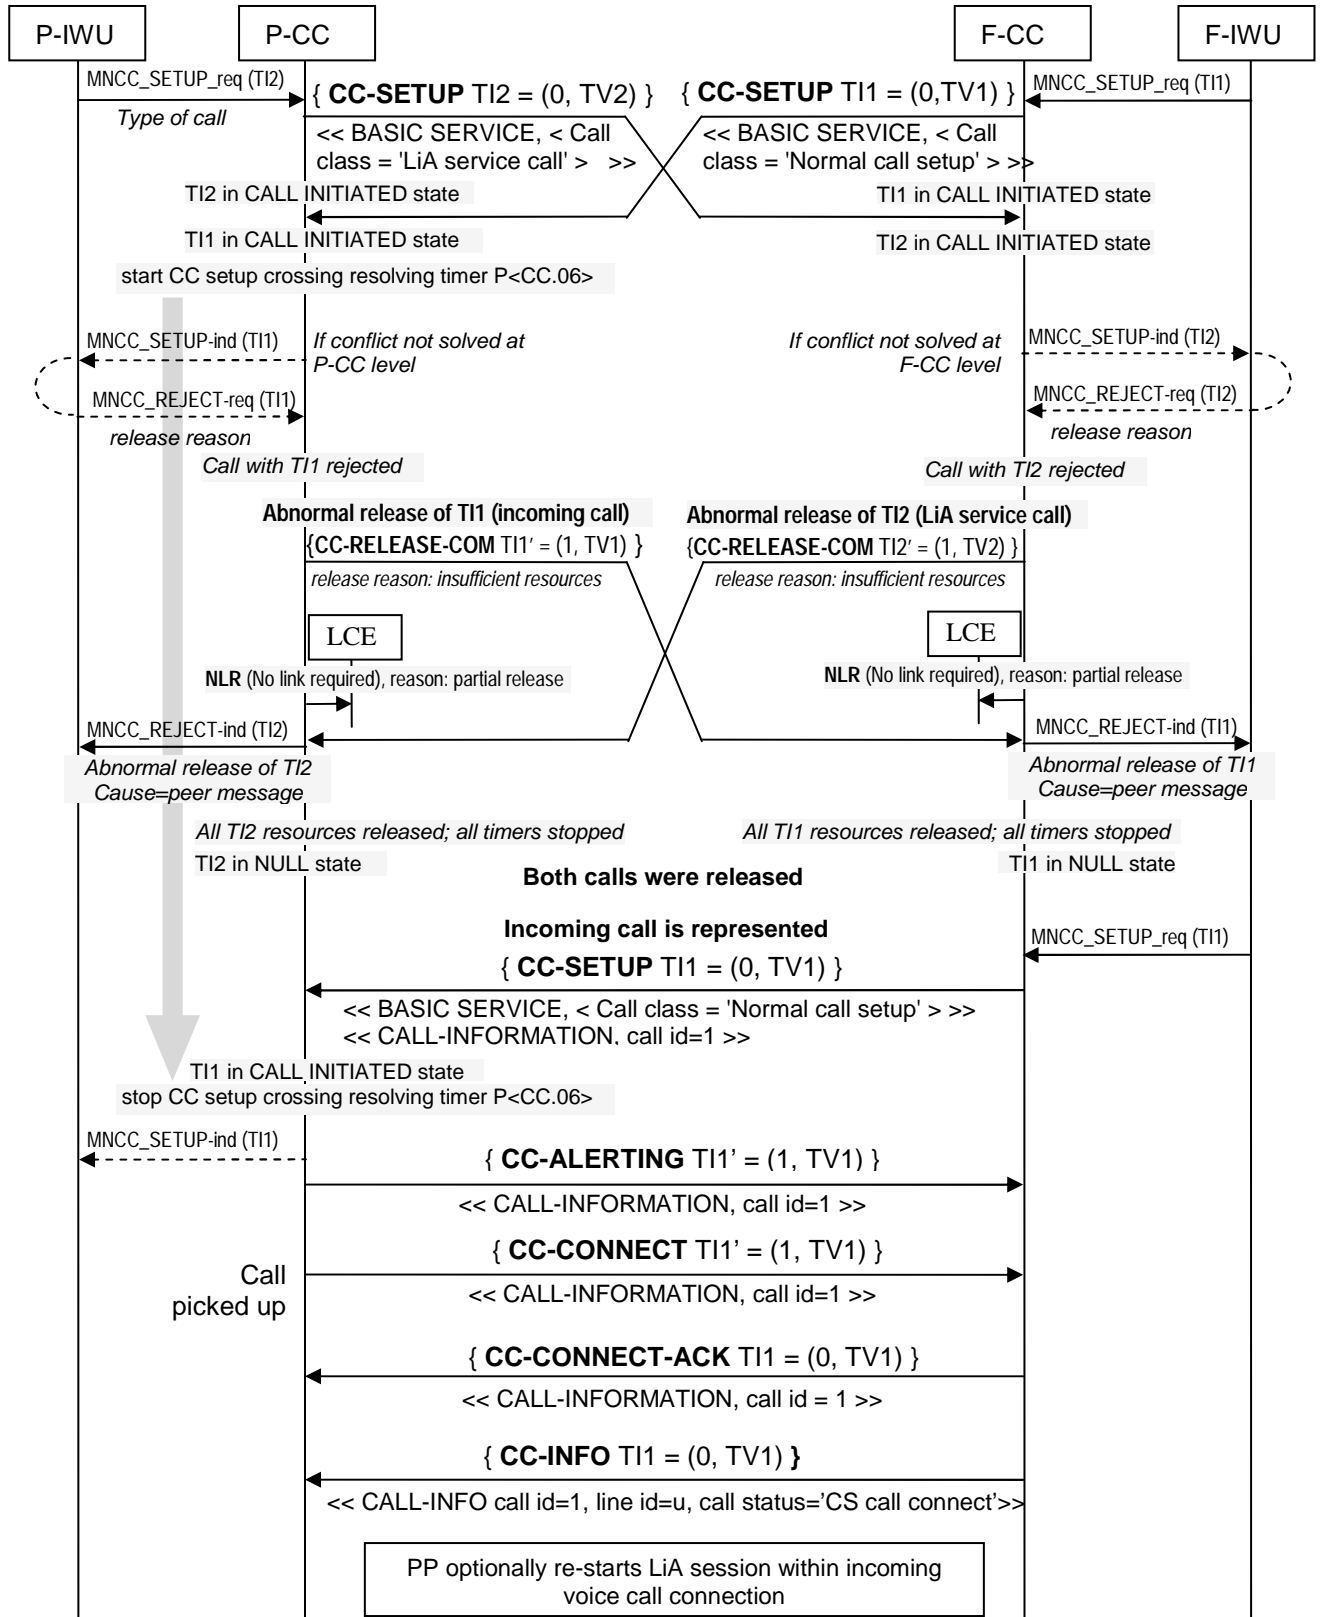 P-IWU
P-CC
F-CC
F-IWU
MNCC_SETUP_req (TI2)
Type of call
{ CC-SETUP TI2 = (0, TV2) }
{ CC-SETUP TI1 = (0,TV1) }
MNCC_SETUP_req (TI1)
<< BASIC SERVICE, < Call
class = 'LiA service call' > >>
<< BASIC SERVICE, < Call
class = 'Normal call setup' > >>
TI2 in CALL INITIATED state
TI1 in CALL INITIATED state
TI1 in CALL INITIATED state
TI2 in CALL INITIATED state
start CC setup crossing resolving timer P<CC.06>
MNCC_SETUP-ind (TI1)
If conflict not solved at
P-CC level
If conflict not solved at
F-CC level
MNCC_SETUP-ind (TI2)
MNCC_REJECT-req (TI1)
release reason
MNCC_REJECT-req (TI2)
release reason
Call with TI1 rejected
Call with TI2 rejected
Abnormal release of TI1 (incoming call)
Abnormal release of TI2 (LiA service call)
{CC-RELEASE-COM TI1' = (1, TV1) }
{CC-RELEASE-COM TI2' = (1, TV2) }
release reason: insufficient resources
release reason: insufficient resources
LCE
LCE
NLR (No link required), reason: partial release
NLR (No link required), reason: partial release
MNCC_REJECT-ind (TI2)
MNCC_REJECT-ind (TI1)
Abnormal release of TI2
Cause=peer message
Abnormal release of TI1
Cause=peer message
All TI2 resources released; all timers stopped
All TI1 resources released; all timers stopped
TI2 in NULL state
TI1 in NULL state
Both calls were released
Incoming call is represented
MNCC_SETUP_req (TI1)
{ CC-SETUP TI1 = (0, TV1) }
<< BASIC SERVICE, < Call class = 'Normal call setup' > >>
<< CALL-INFORMATION, call id=1 >>
TI1 in CALL INITIATED state
stop CC setup crossing resolving timer P<CC.06>
MNCC_SETUP-ind (TI1)
{ CC-ALERTING TI1’ = (1, TV1) }
<< CALL-INFORMATION, call id=1 >>
{ CC-CONNECT TI1’ = (1, TV1) }
Call
picked up
<< CALL-INFORMATION, call id=1 >>
{ CC-CONNECT-ACK TI1 = (0, TV1) }
<< CALL-INFORMATION, call id = 1 >>
{ CC-INFO TI1 = (0, TV1) }
<< CALL-INFO call id=1, line id=u, call status=’CS call connect’>>
PP optionally re-starts LiA session within incoming
voice call connection